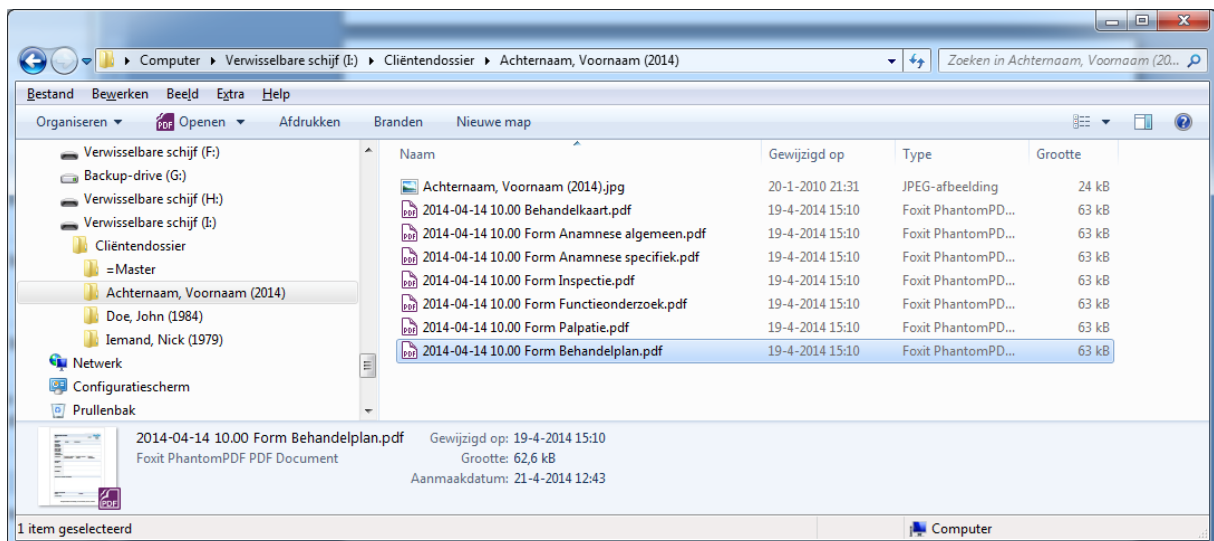 Computer Verwisselbare schijf (I:) Cliëntendossier Achternaam, Voornaam (2014) Zoeken in Achternaam, Voornaam (20...
Bestand Bewerken Beeld Extra Help
Organiseren Openen Afdrukken Branden Nieuwe map
Verwisselbare schijf (F:)
Backup-drive (G:)
Verwisselbare schijf (H:)
Verwisselbare schijf (I:)
Cliëntendossier
=Master
Achternaam, Voornaam (2014)
Doe, John (1984)
Iemand, Nick (1979)
Netwerk
Configuratiescherm
Prullenbak
Naam Gewijzigd op Type Grootte
Achternaam, Voornaam (2014).jpg 20-1-2010 21:31 JPEG-afbeelding 24 kB
2014-04-14 10.00 Behandelkaart.pdf 19-4-2014 15:10 Foxit PhantomPD... 63 kB
2014-04-14 10.00 Form Anamnese algemeen.pdf 19-4-2014 15:10 Foxit PhantomPD... 63 kB
2014-04-14 10.00 Form Anamnese specifiek.pdf 19-4-2014 15:10 Foxit PhantomPD... 63 kB
2014-04-14 10.00 Form Inspectie.pdf 19-4-2014 15:10 Foxit PhantomPD... 63 kB
2014-04-14 10.00 Form Functieonderzoek.pdf 19-4-2014 15:10 Foxit PhantomPD... 63 kB
2014-04-14 10.00 Form Palpatie.pdf 19-4-2014 15:10 Foxit PhantomPD... 63 kB
2014-04-14 10.00 Form Behandelplan.pdf 19-4-2014 15:10 Foxit PhantomPD... 63 kB
2014-04-14 10.00 Form Behandelplan.pdf Gewijzigd op: 19-4-2014 15:10
Foxit PhantomPDF PDF Document Grootte: 62,6 kB
Aanmaakdatum: 21-4-2014 12:43
PDF
1 item geselecteerd Computer